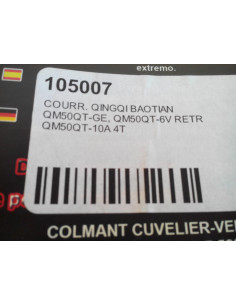 extremo.
105007
COURR. QINGQI BAOTIAN
QM50QT-GE, QM50QT-6V RETR
QM50QT-10A 4T
COLMANT CUVELIER-VE